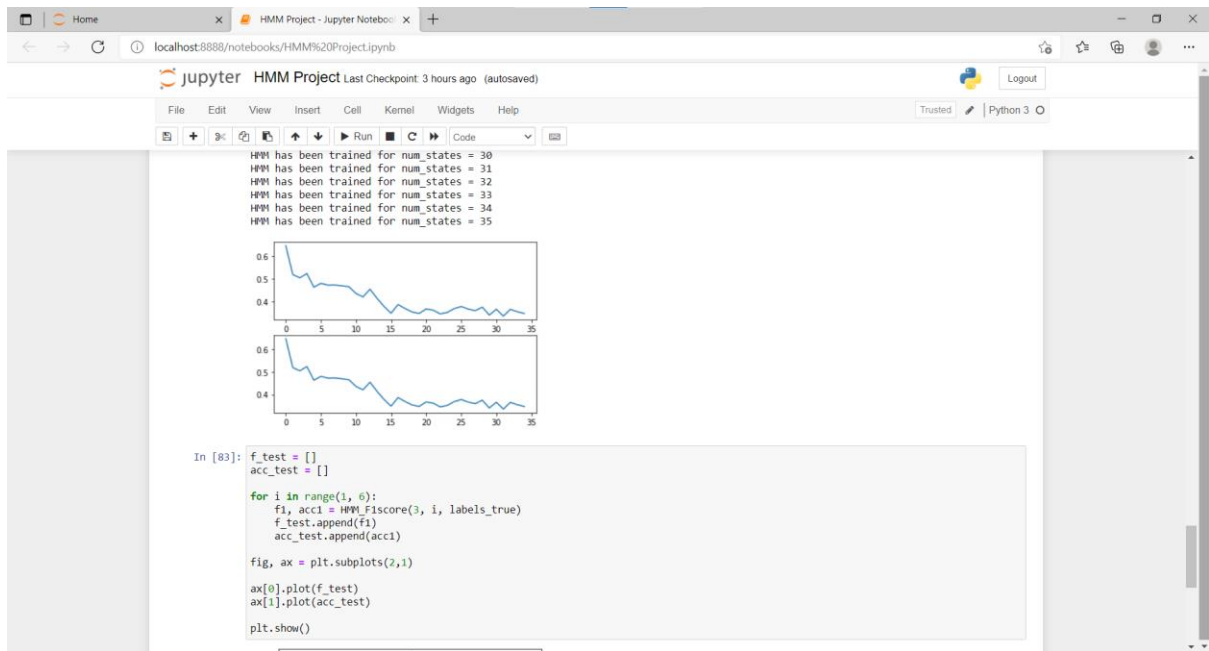 Home
HMM Project - Jupyter Noteboo
localhost:8888/notebooks/HMM%20Project.ipynb
jupyter HMM Project Last Checkpoint: 3 hours ago (autosaved)
Logout
File Edit View Insert Cell Kernel Widgets Help
Trusted Python 3
Run Code
HMM has been trained for num_states = 30
HMM has been trained for num_states = 31
HMM has been trained for num_states = 32
HMM has been trained for num_states = 33
HMM has been trained for num_states = 34
HMM has been trained for num_states = 35
0.6
0.5
0.4
0 5 10 15 20 25 30 35
0.6
0.5
0.4
0 5 10 15 20 25 30 35
In [83]: f_test = []
acc_test = []
for i in range(1, 6):
    f1, acc1 = HMM_F1score(3, i, labels_true)
    f_test.append(f1)
    acc_test.append(acc1)
fig, ax = plt.subplots(2,1)
ax[0].plot(f_test)
ax[1].plot(acc_test)
plt.show()